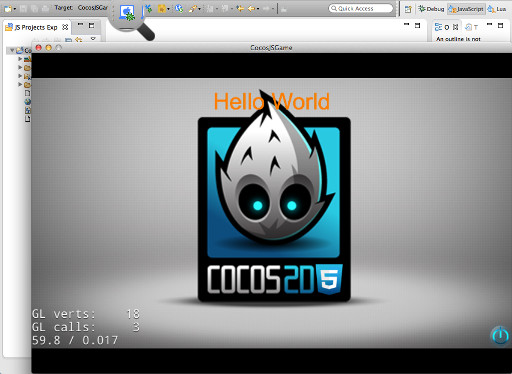 Target: CocosJSGar
Quick Access
Debug
JavaScript
Lua
JS Projects Exp
An outline is not
CocosJSGame
Hello World
COCOS2D
5
GL verts: 18
GL calls: 3
59.8 / 0.017